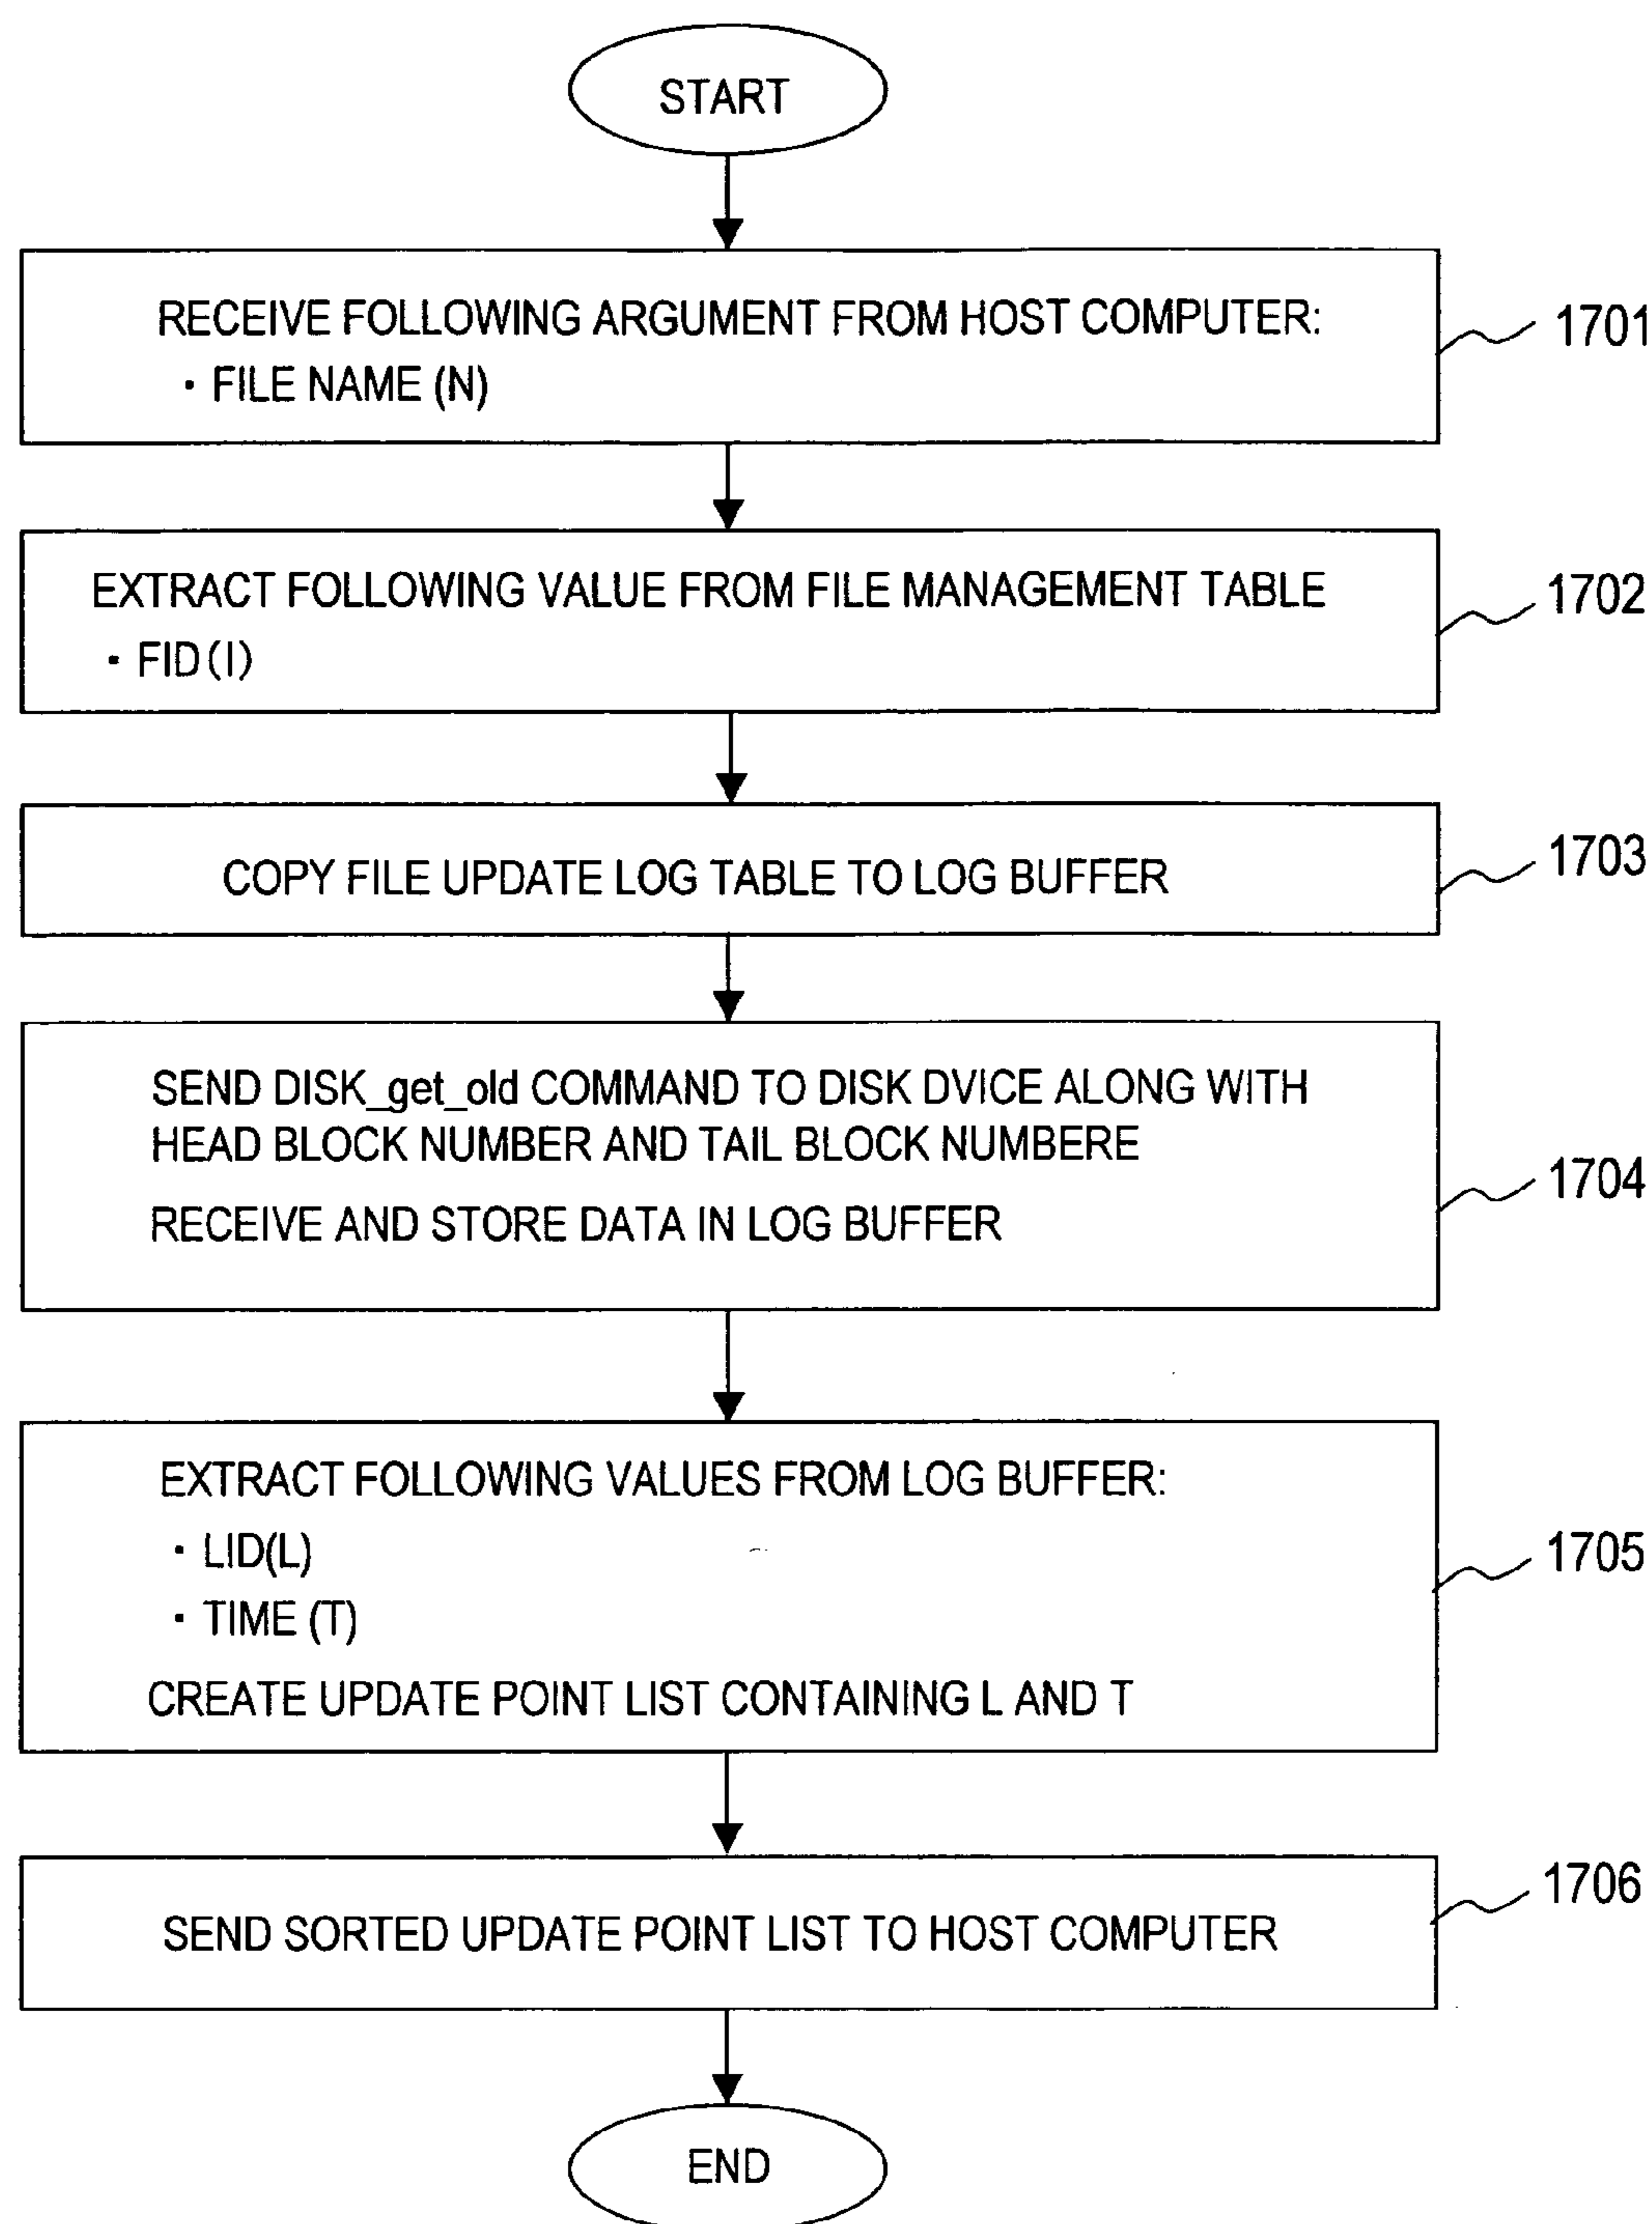 START
RECEIVE FOLLOWING ARGUMENT FROM HOST COMPUTER:
・FILE NAME (N)
1701
EXTRACT FOLLOWING VALUE FROM FILE MANAGEMENT TABLE
・FID(I)
1702
COPY FILE UPDATE LOG TABLE TO LOG BUFFER
1703
SEND DISK_get_old COMMAND TO DISK DVICE ALONG WITH
HEAD BLOCK NUMBER AND TAIL BLOCK NUMBERE
RECEIVE AND STORE DATA IN LOG BUFFER
1704
EXTRACT FOLLOWING VALUES FROM LOG BUFFER:
・LID(L)
・TIME (T)
CREATE UPDATE POINT LIST CONTAINING L AND T
1705
SEND SORTED UPDATE POINT LIST TO HOST COMPUTER
1706
END